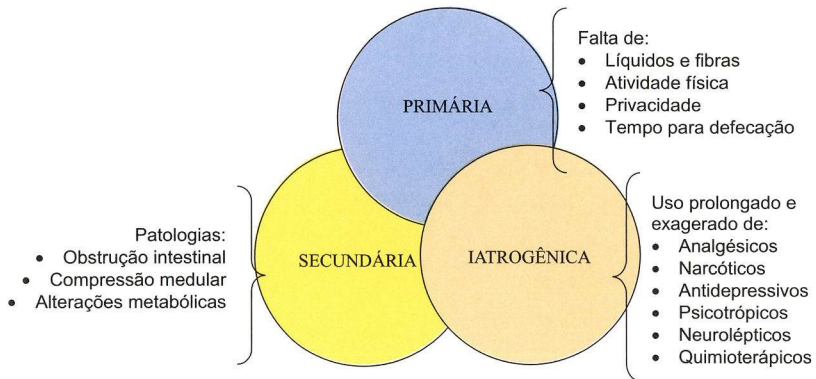 PRIMÁRIA
Falta de:
• Líquidos e fibras
• Atividade física
• Privacidade
• Tempo para defecação
SECUNDÁRIA
Patologias:
• Obstrução intestinal
• Compressão medular
• Alterações metabólicas
IATROGÊNICA
Uso prolongado e
exagerado de:
• Analgésicos
• Narcóticos
• Antidepressivos
• Psicotrópicos
• Neurolépticos
• Quimioterápicos